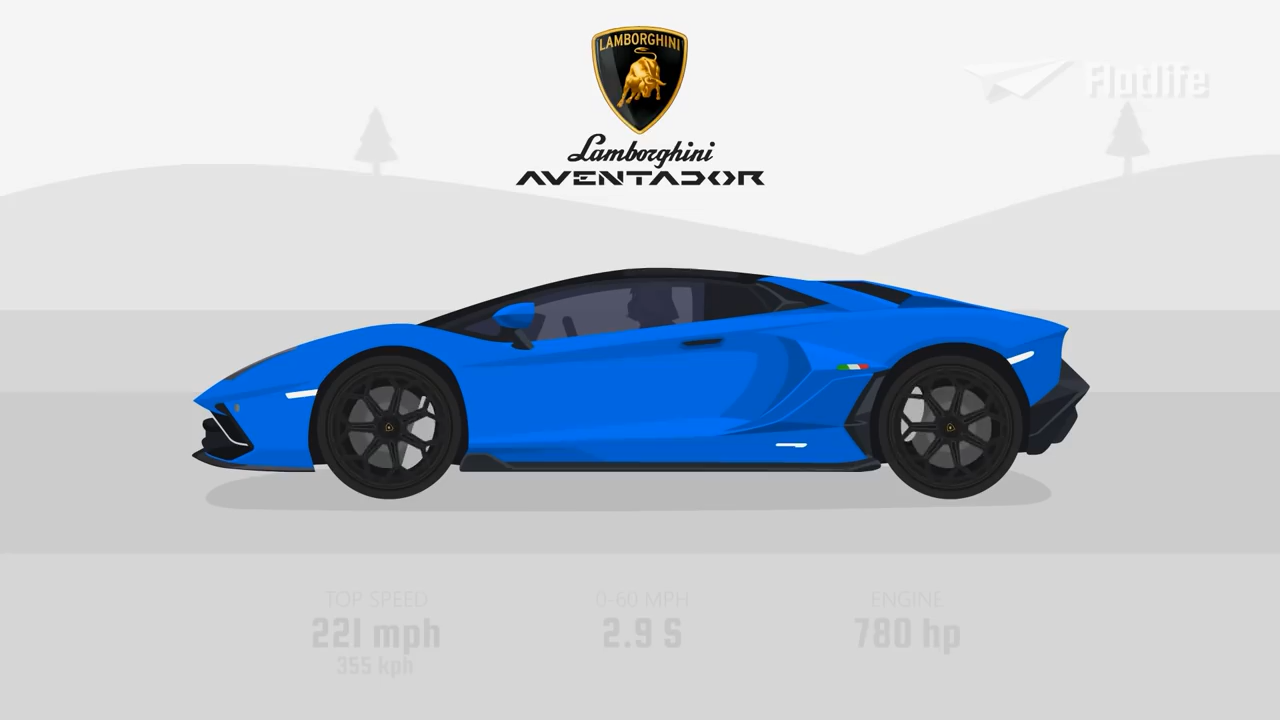 LAMBORGHINI
Flatlife
Lamborghini
AVENTADOR
TOP SPEED
221 mph
355 kph
0-60 MPH
2.9 S
ENGINE
780 hp